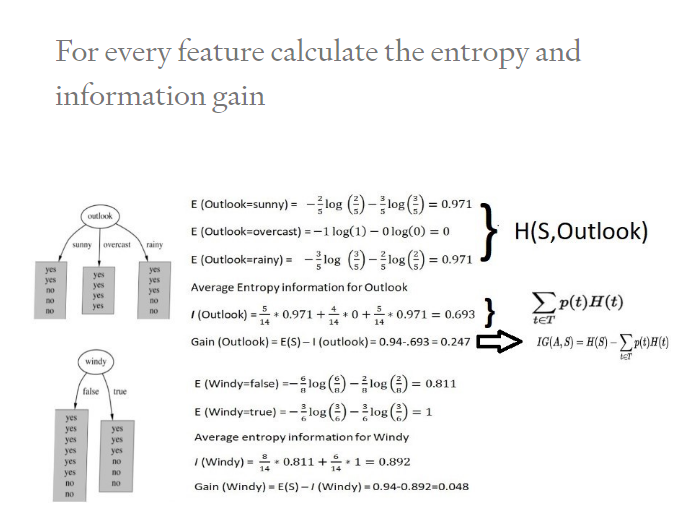 For every feature calculate the entropy and
information gain
outlook
sunny overcast rainy
yes
yes
no
no
no
yes
yes
yes
yes
yes
yes
yes
no
no
E (Outlook=sunny) = −2/5 log (2/5) − 3/5 log(3/5) = 0.971
E (Outlook=overcast) = −1 log(1) − 0 log(0) = 0
E (Outlook=rainy) = −3/5 log (3/5) − 2/5 log(2/5) = 0.971
H(S,Outlook)
Average Entropy information for Outlook
I (Outlook) = 5/14 * 0.971 + 4/14 * 0 + 5/14 * 0.971 = 0.693
∑ p(t)H(t)
t∈T
Gain (Outlook) = E(S) – I (outlook) = 0.94-.693 = 0.247
IG(A,S) = H(S) − ∑ p(t)H(t)
t∈T
windy
false true
yes
yes
yes
yes
yes
yes
no
no
yes
yes
yes
no
no
no
E (Windy=false) =−6/8 log(6/8) − 2/8 log(2/8) = 0.811
E (Windy=true) = −3/6 log(3/6) − 3/6 log(3/6) = 1
Average entropy information for Windy
I (Windy) = 8/14 * 0.811 + 6/14 * 1 = 0.892
Gain (Windy) = E(S) – I (Windy) = 0.94-0.892=0.048